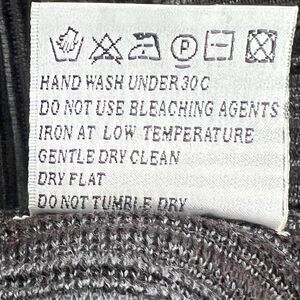 P
HAND WASH UNDER 30C
DO NOT USE BLEACHING AGENTS
IRON AT LOW TEMPERATURE
GENTLE DRY CLEAN
DRY FLAT
DO NOT TUMBLE DRY